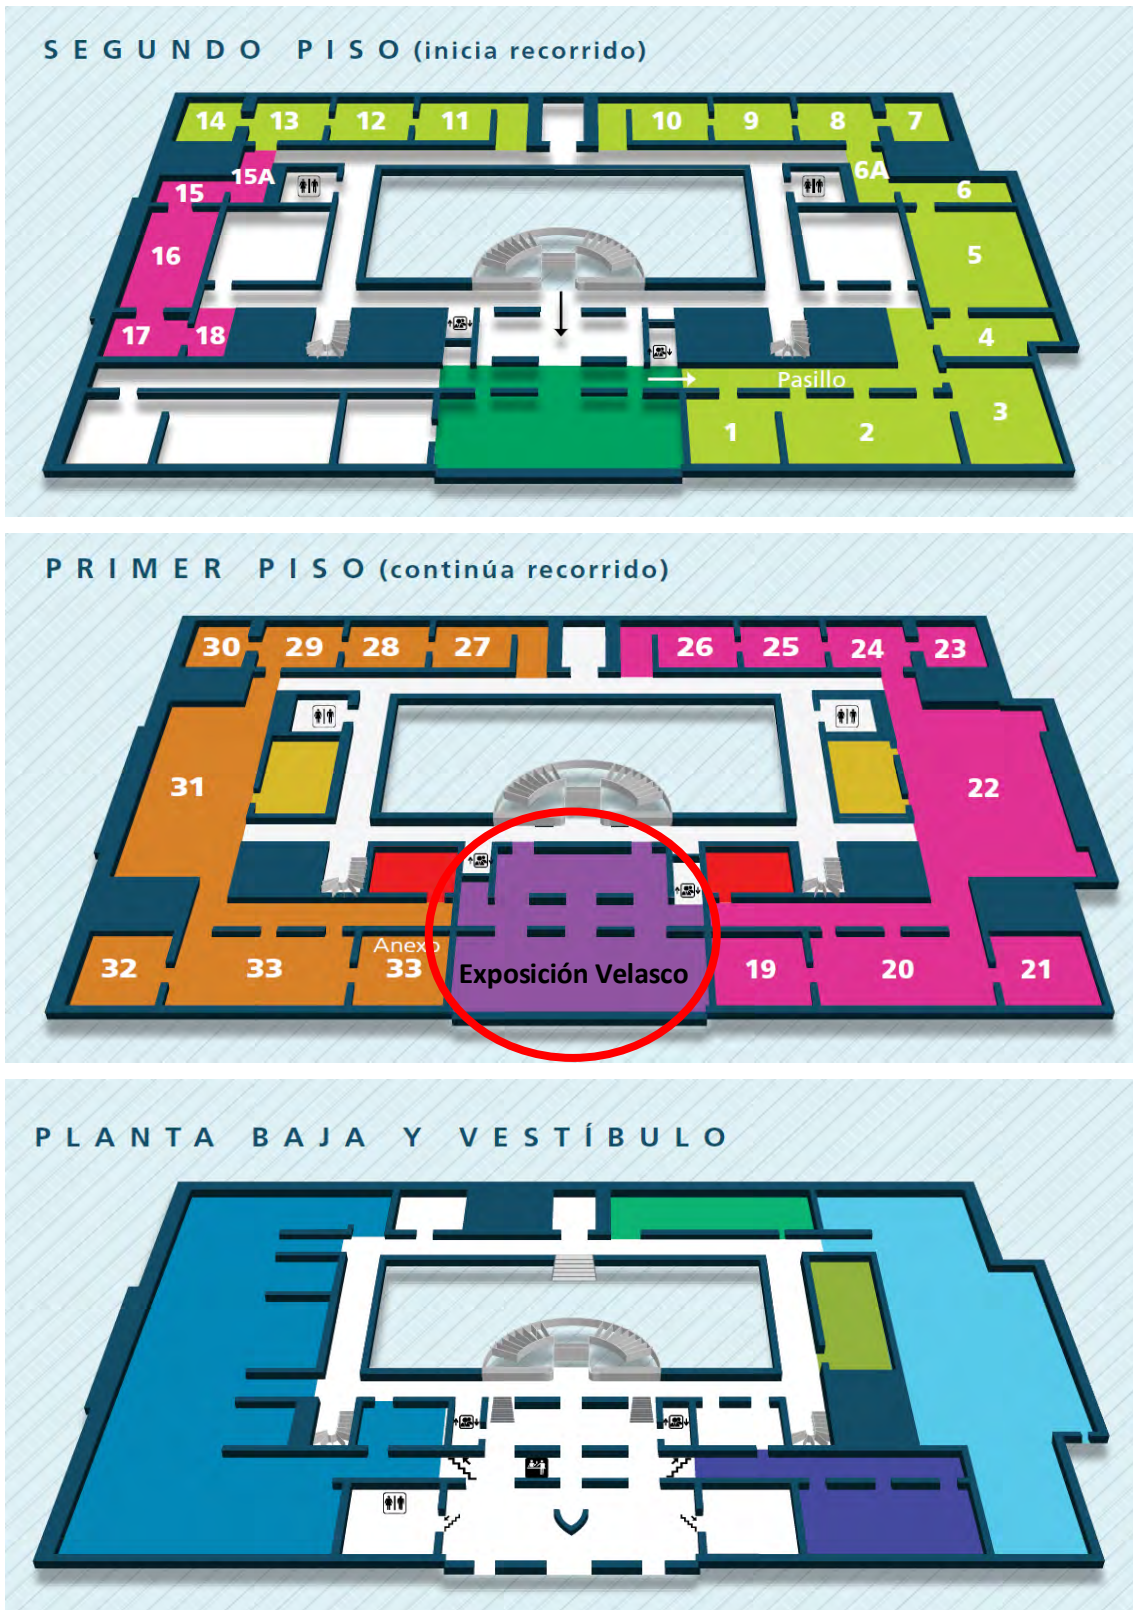 SEGUNDO PISO (inicia recorrido)
14 13 12 11 10 9 8 7
15A 6A
15 6
16 5
17 18 4
Pasillo
1 2 3
PRIMER PISO (continúa recorrido)
30 29 28 27 26 25 24 23
31 22
Anexo
32 33 33 Exposición Velasco 19 20 21
PLANTA BAJA Y VESTÍBULO